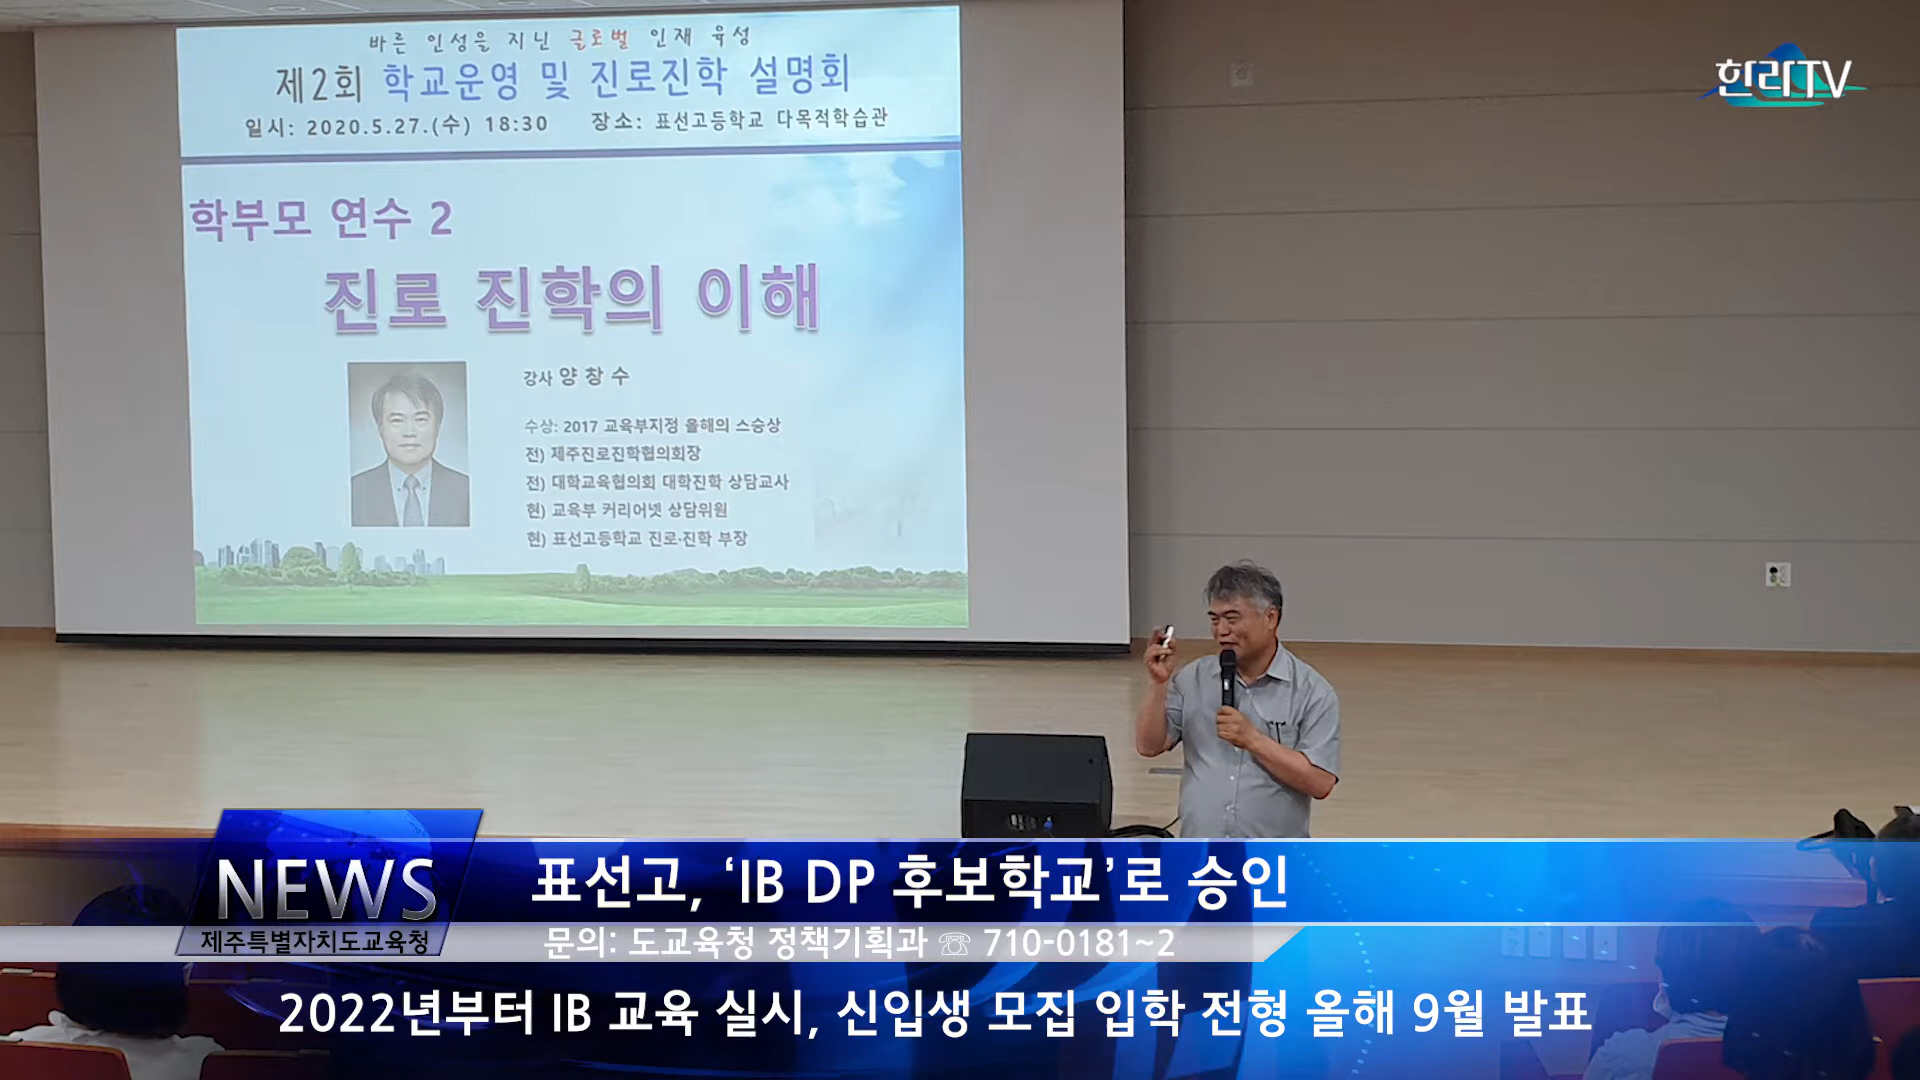 바른 인성을 지닌 글로벌 인재 육성
제2회 학교운영 및 진로진학 설명회
일시: 2020.5.27.(수) 18:30 장소: 표선고등학교 다목적학습관
한라TV
학부모 연수 2
진로 진학의 이해
강사 양 창 수
수상: 2017 교육부지정 올해의 스승상
전) 제주진로진학협의회장
전) 대학교육협의회 대학진학 상담교사
현) 교육부 커리어넷 상담위원
현) 표선고등학교 진로·진학 부장
NEWS
제주특별자치도교육청
표선고, ‘IB DP 후보학교’로 승인
문의: 도교육청 정책기획과 ☏ 710-0181~2
2022년부터 IB 교육 실시, 신입생 모집 입학 전형 올해 9월 발표